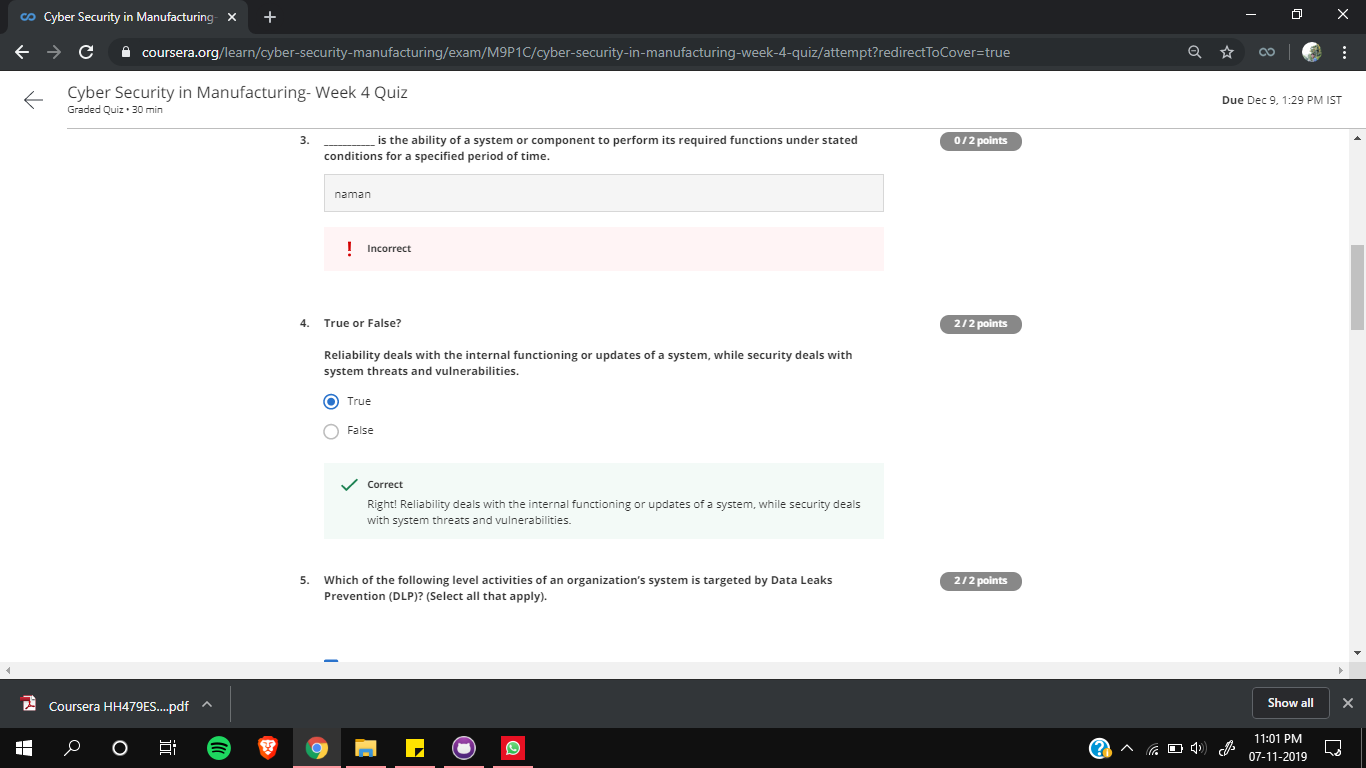 Cyber Security in Manufacturing-
coursera.org/learn/cyber-security-manufacturing/exam/M9P1C/cyber-security-in-manufacturing-week-4-quiz/attempt?redirectToCover=true
Cyber Security in Manufacturing- Week 4 Quiz
Graded Quiz • 30 min
Due Dec 9, 1:29 PM IST
3. __________ is the ability of a system or component to perform its required functions under stated
conditions for a specified period of time.
0 / 2 points
naman
Incorrect
4. True or False?
2 / 2 points
Reliability deals with the internal functioning or updates of a system, while security deals with
system threats and vulnerabilities.
True
False
Correct
Right! Reliability deals with the internal functioning or updates of a system, while security deals
with system threats and vulnerabilities.
5. Which of the following level activities of an organization's system is targeted by Data Leaks
Prevention (DLP)? (Select all that apply).
2 / 2 points
Coursera HH479ES....pdf
Show all
11:01 PM
07-11-2019